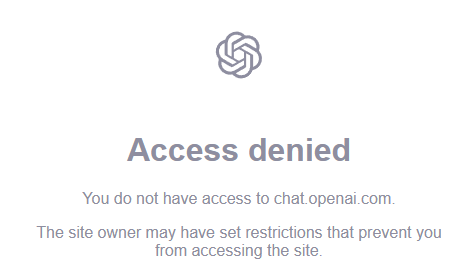 Access denied
You do not have access to chat.openai.com.
The site owner may have set restrictions that prevent you
from accessing the site.